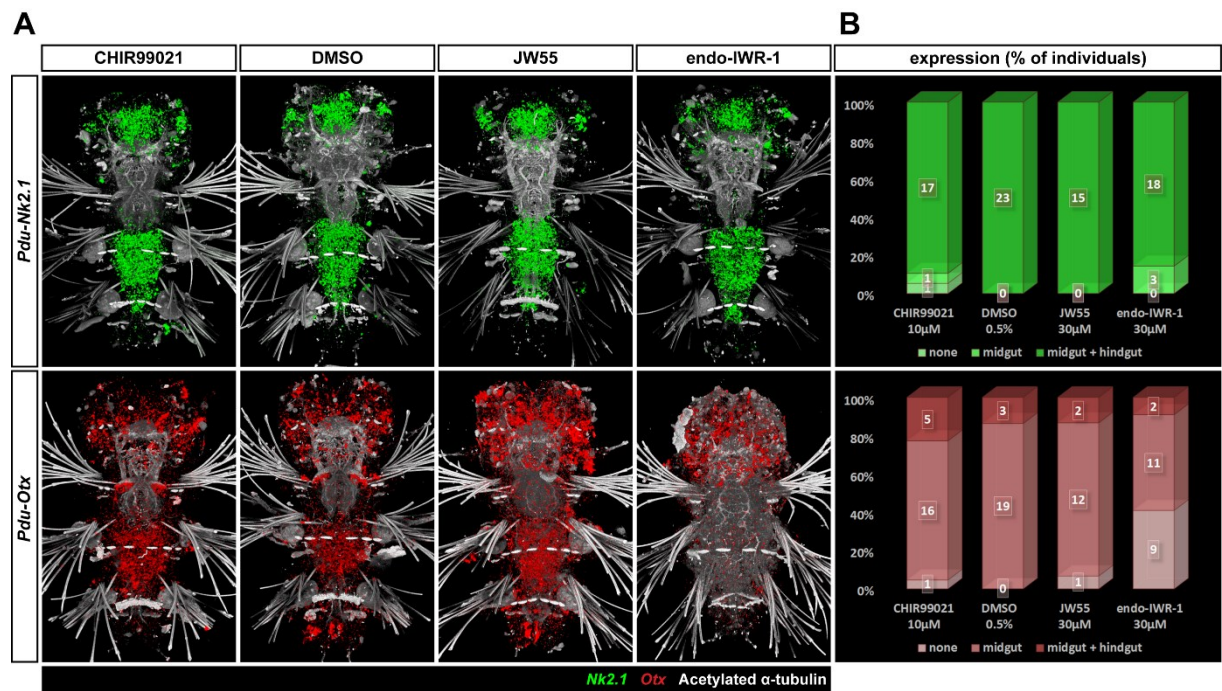 A
B
CHIR99021 DMSO JW55 endo-IWR-1 expression (% of individuals)
Pdu-Nk2.1
100%
80%
60%
40%
20%
0%
17 23 15 18
1 3
1 0 0 0
CHIR99021 DMSO JW55 endo-IWR-1
10µM 0.5% 30µM 30µM
none midgut midgut + hindgut
Pdu-Otx
100%
80%
60%
40%
20%
0%
5 3 2 2
16 19 12 11
1 0 1 9
CHIR99021 DMSO JW55 endo-IWR-1
10µM 0.5% 30µM 30µM
none midgut midgut + hindgut
Nk2.1 Otx Acetylated α-tubulin